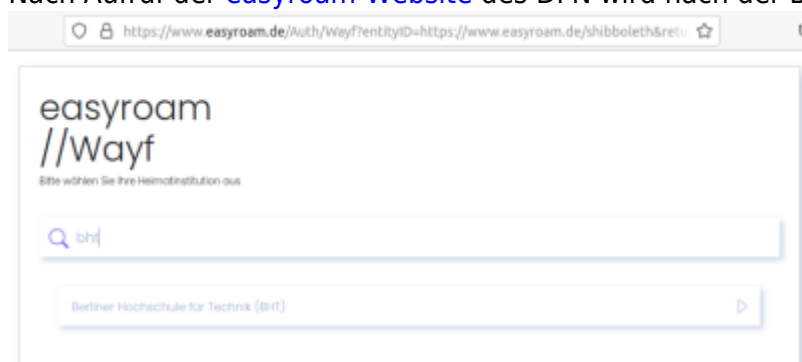 Nach Aufruf der easyroam Website des DFN wird nach der
https://www.easyroam.de/Auth/Wayf?entityID=https://www.easyroam.de/shibboleth&retu
easyroam
//Wayf
Bitte wählen Sie Ihre Heimatinstitution aus
bht
Berliner Hochschule für Technik (BHT)